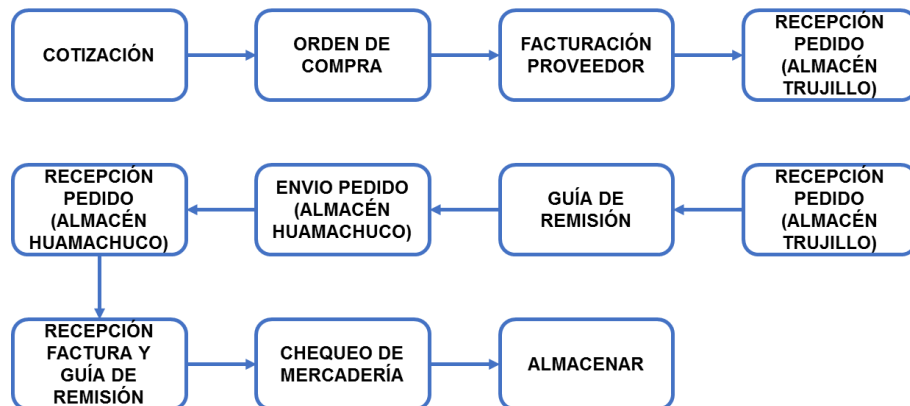 COTIZACIÓN
ORDEN DE
COMPRA
FACTURACIÓN
PROVEEDOR
RECEPCIÓN
PEDIDO
(ALMACÉN
TRUJILLO)
RECEPCIÓN
PEDIDO
(ALMACÉN
HUAMACHUCO)
ENVIO PEDIDO
(ALMACÉN
HUAMACHUCO)
GUÍA DE
REMISIÓN
RECEPCIÓN
PEDIDO
(ALMACÉN
TRUJILLO)
RECEPCIÓN
FACTURA Y
GUÍA DE
REMISIÓN
CHEQUEO DE
MERCADERÍA
ALMACENAR